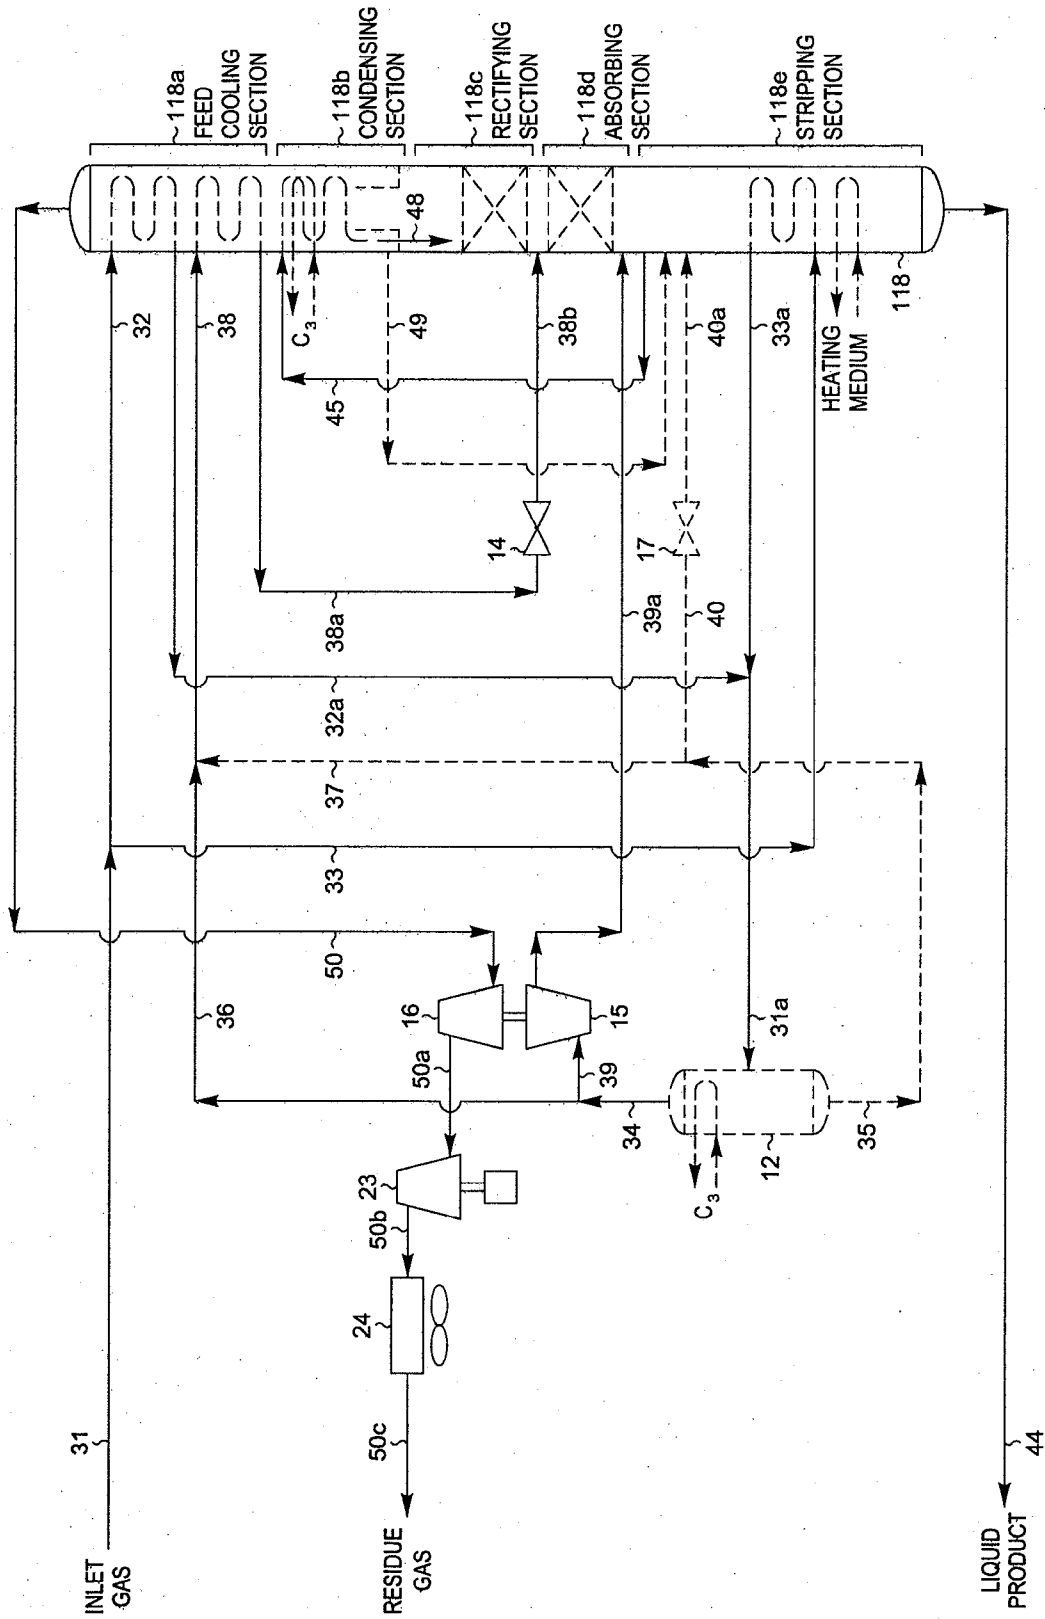 INLET
GAS
31
RESIDUE
GAS
50c
24
50b
23
50a
16
15
39
34
C3
12
35
31a
36
50
33
37
32a
38a
45
32
38
C3
49
48
14
38b
39a
17
40
40a
33a
HEATING
MEDIUM
118
118a
FEED
COOLING
SECTION
118b
CONDENSING
SECTION
118c
RECTIFYING
SECTION
118d
ABSORBING
SECTION
118e
STRIPPING
SECTION
LIQUID
PRODUCT
44